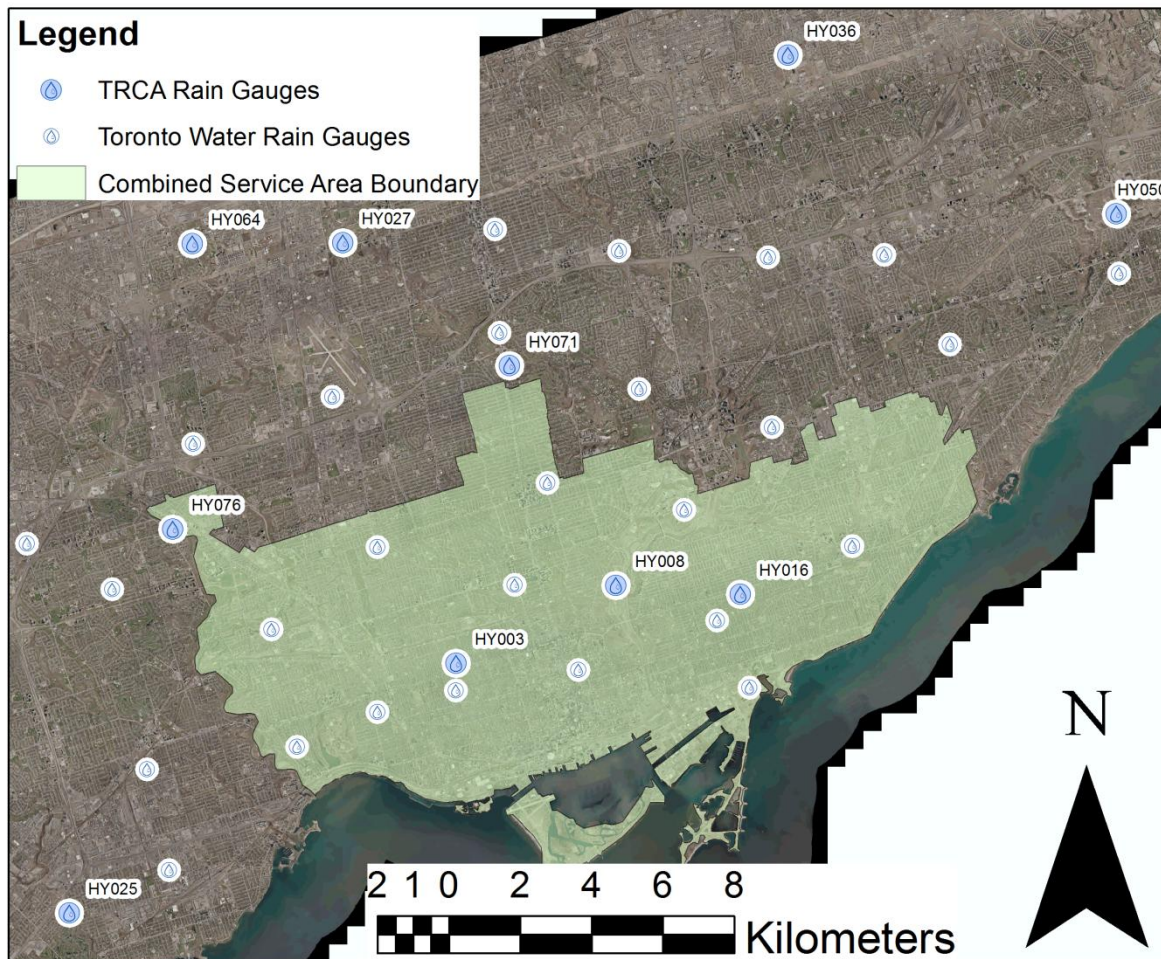 Legend
TRCA Rain Gauges
Toronto Water Rain Gauges
Combined Service Area Boundary
HY036
HY050
HY064
HY027
HY071
HY076
HY008
HY016
HY003
HY025
N
2 1 0 2 4 6 8
Kilometers